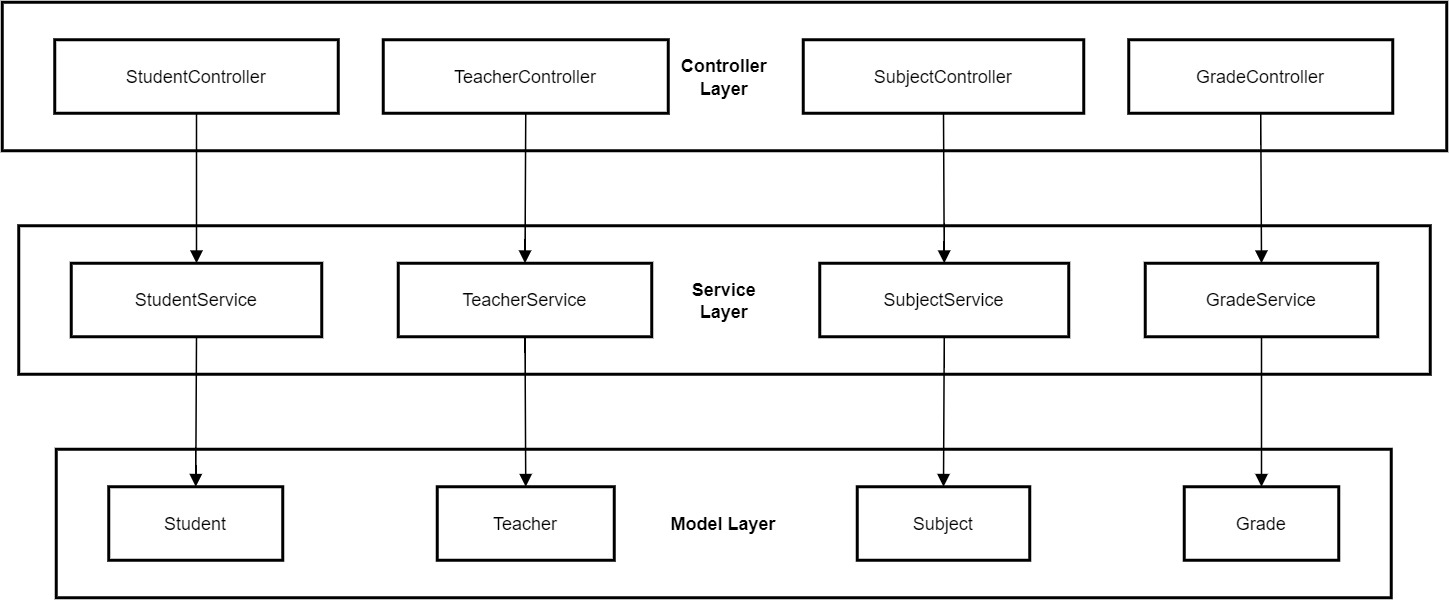 StudentController
TeacherController
Controller
Layer
SubjectController
GradeController
StudentService
TeacherService
Service
Layer
SubjectService
GradeService
Student
Teacher
Model Layer
Subject
Grade